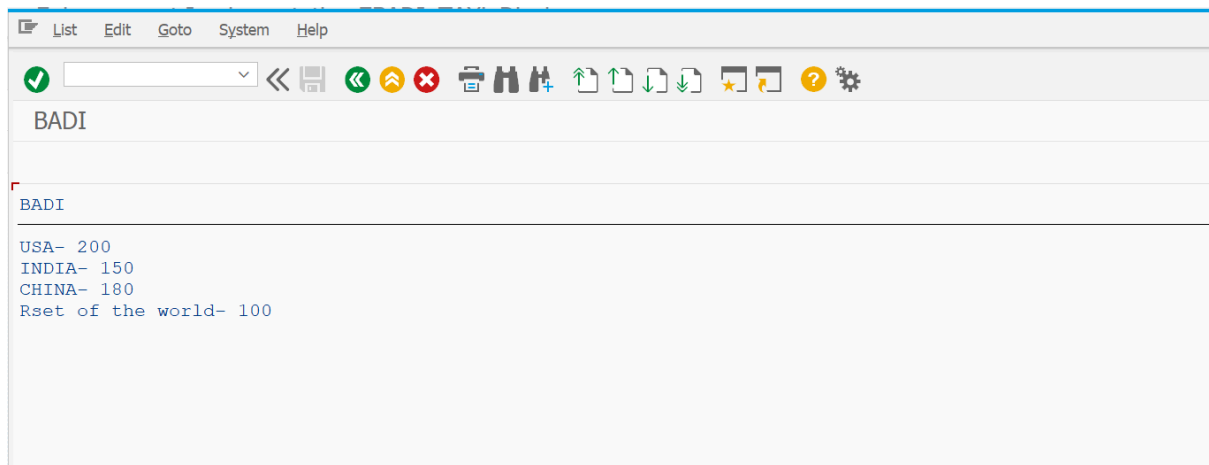 List Edit Goto System Help
BADI
BADI
USA- 200
INDIA- 150
CHINA- 180
Rset of the world- 100